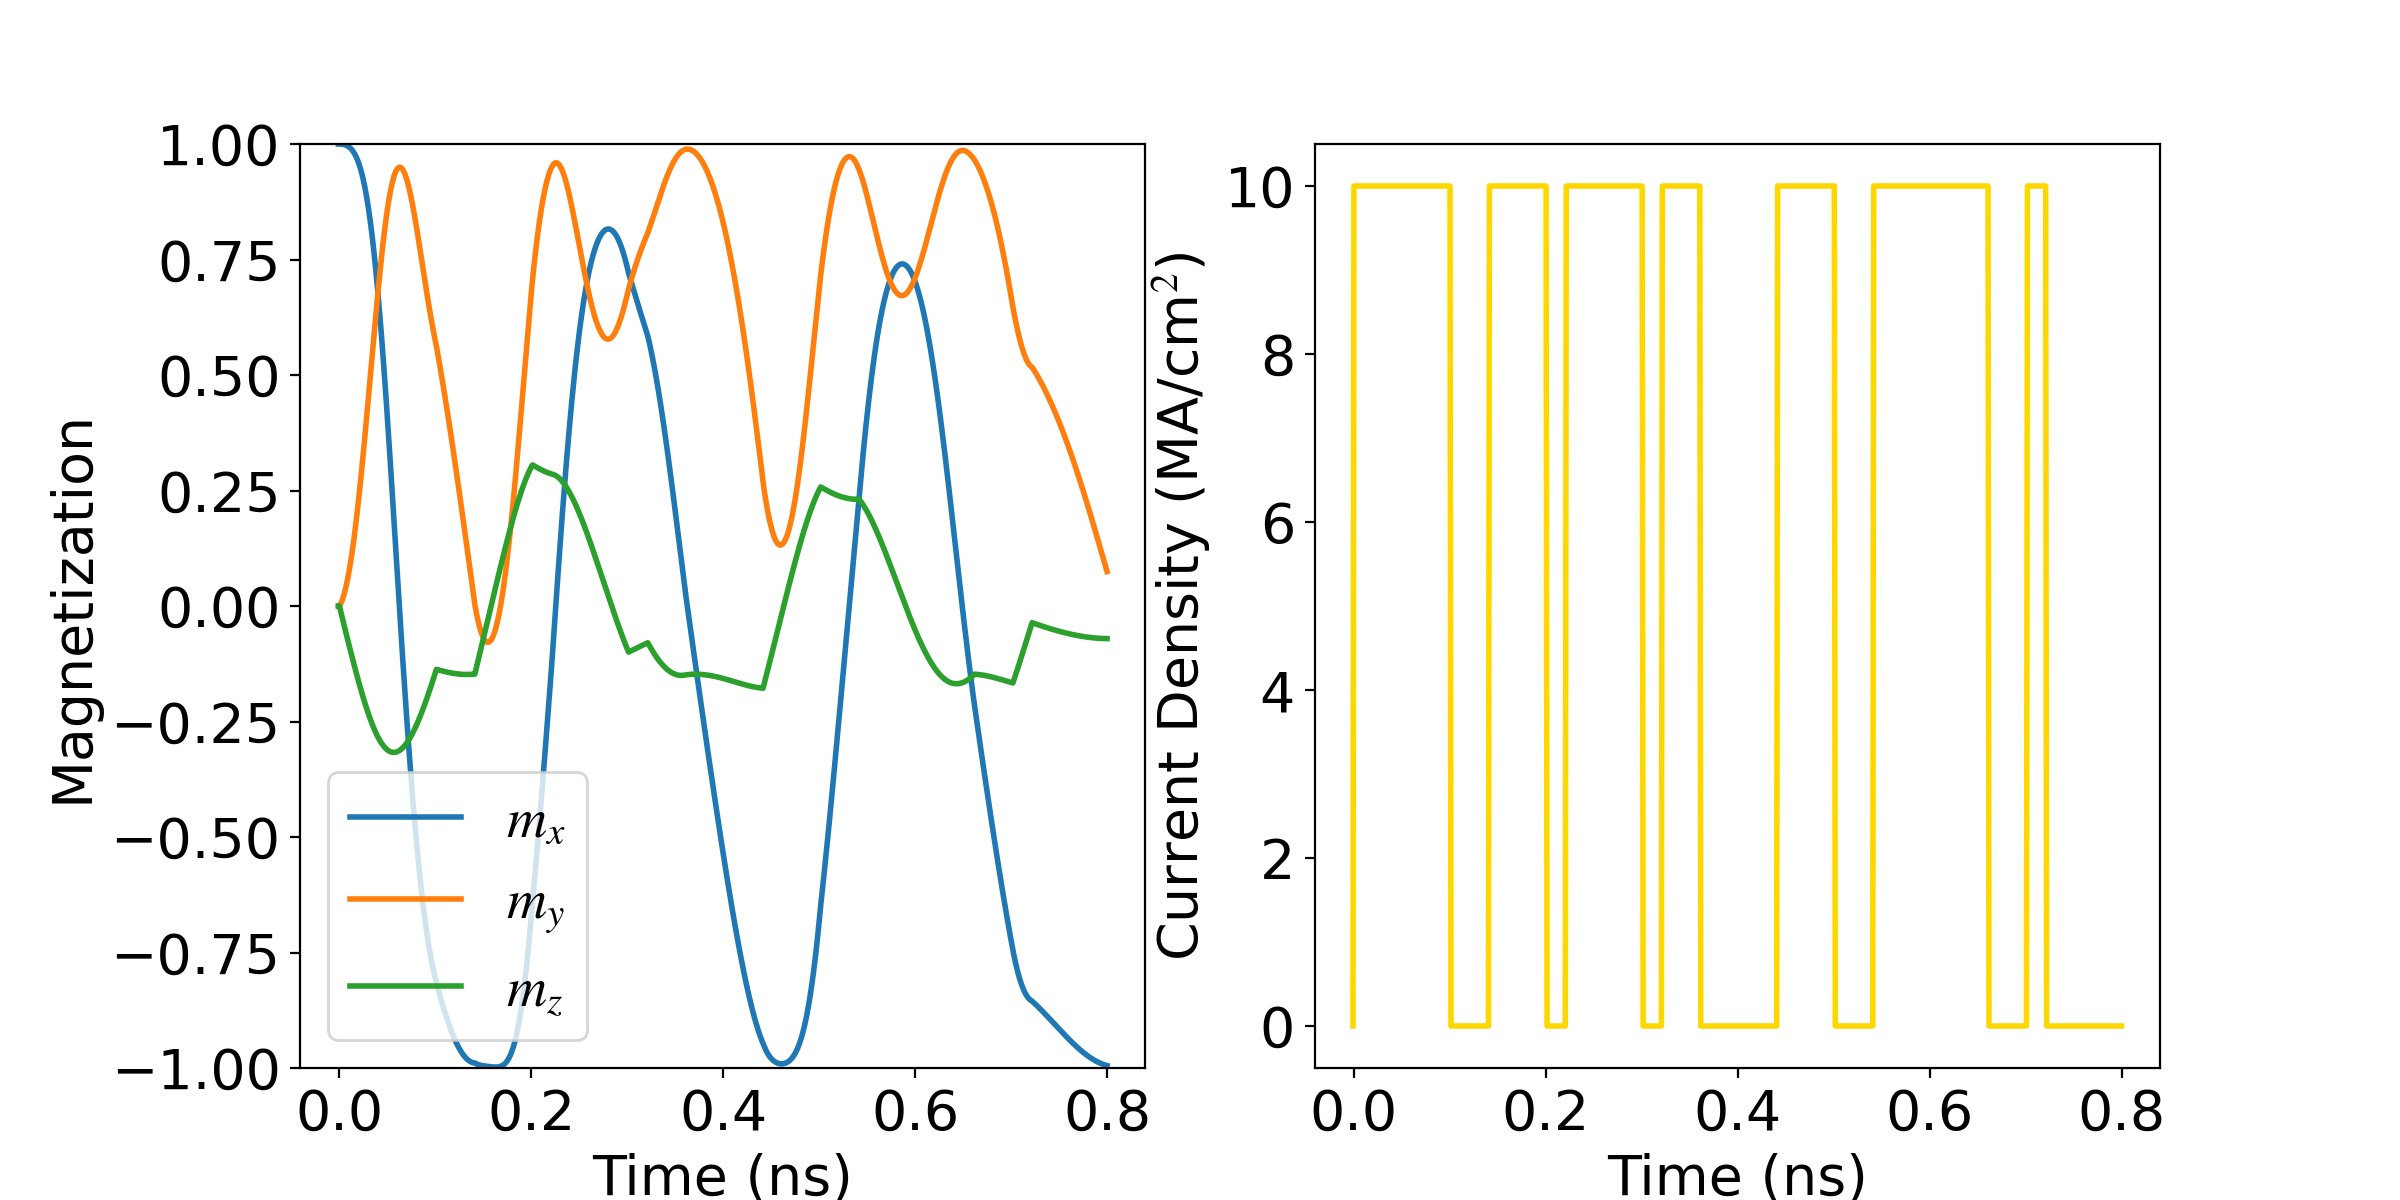 Magnetization
1.00
0.75
0.50
0.25
0.00
−0.25
−0.50
−0.75
−1.00
m_x
m_y
m_z
0.0 0.2 0.4 0.6 0.8
Time (ns)
Current Density (MA/cm²)
10
8
6
4
2
0
0.0 0.2 0.4 0.6 0.8
Time (ns)